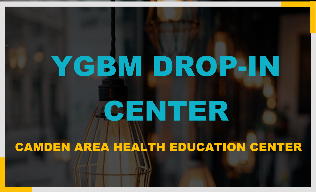 YGBM DROP-IN
CENTER
CAMDEN AREA HEALTH EDUCATION CENTER